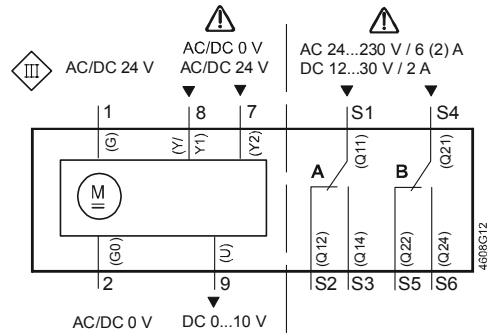 AC/DC 0 V
AC 24...230 V / 6 (2) A
III
AC/DC 24 V
AC/DC 24 V
DC 12...30 V / 2 A
1
8
7
S1
S4
(G)
(Y/
Y1)
(Y2)
(Q11)
(Q21)
A
B
M
(G0)
(U)
(Q12)
(Q14)
(Q22)
(Q24)
2
9
S2
S3
S5
S6
AC/DC 0 V
DC 0...10 V
4608G12